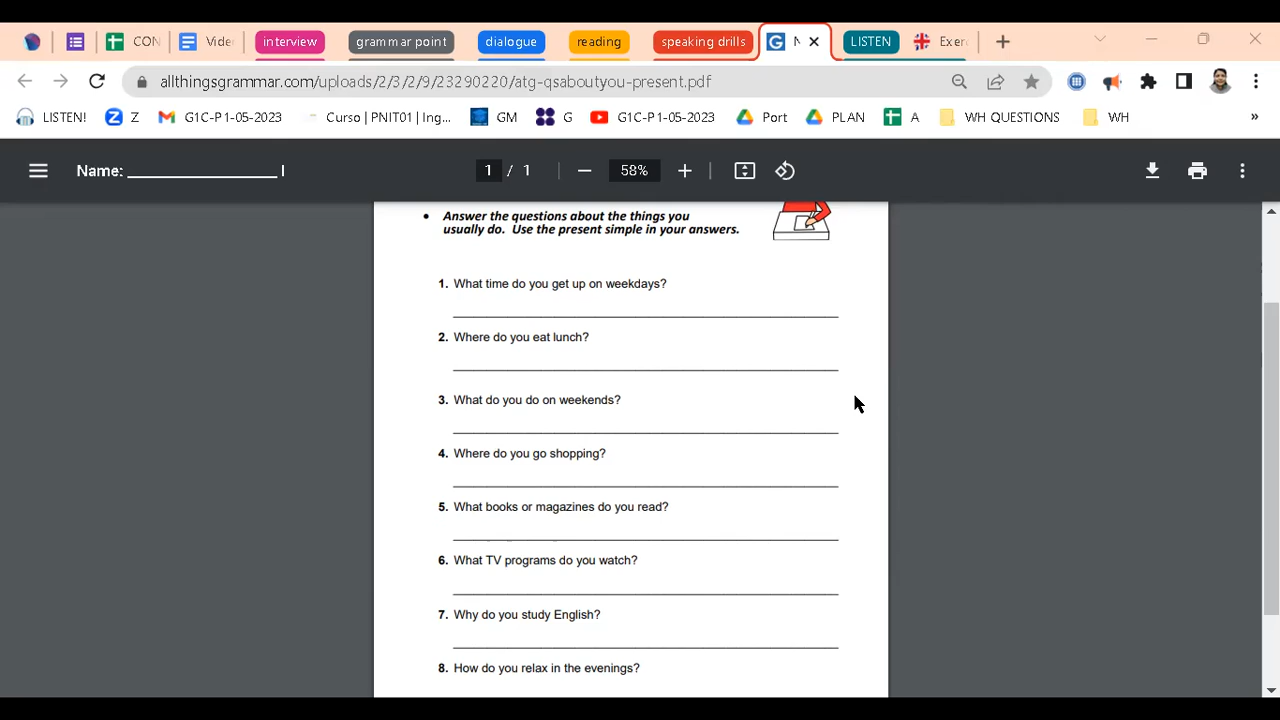 CON
Vide
interview
grammar point
dialogue
reading
speaking drills
LISTEN
Exer
allthingsgrammar.com/uploads/2/3/2/9/23290220/atg-qsaboutyou-present.pdf
LISTEN!
Z
G1C-P1-05-2023
Curso | PNIT01 | Ing...
GM
G
G1C-P1-05-2023
Port
PLAN
A
WH QUESTIONS
WH
»
Name: ________________ I
1 / 1
58%
• Answer the questions about the things you
usually do. Use the present simple in your answers.
1. What time do you get up on weekdays?
2. Where do you eat lunch?
3. What do you do on weekends?
4. Where do you go shopping?
5. What books or magazines do you read?
6. What TV programs do you watch?
7. Why do you study English?
8. How do you relax in the evenings?